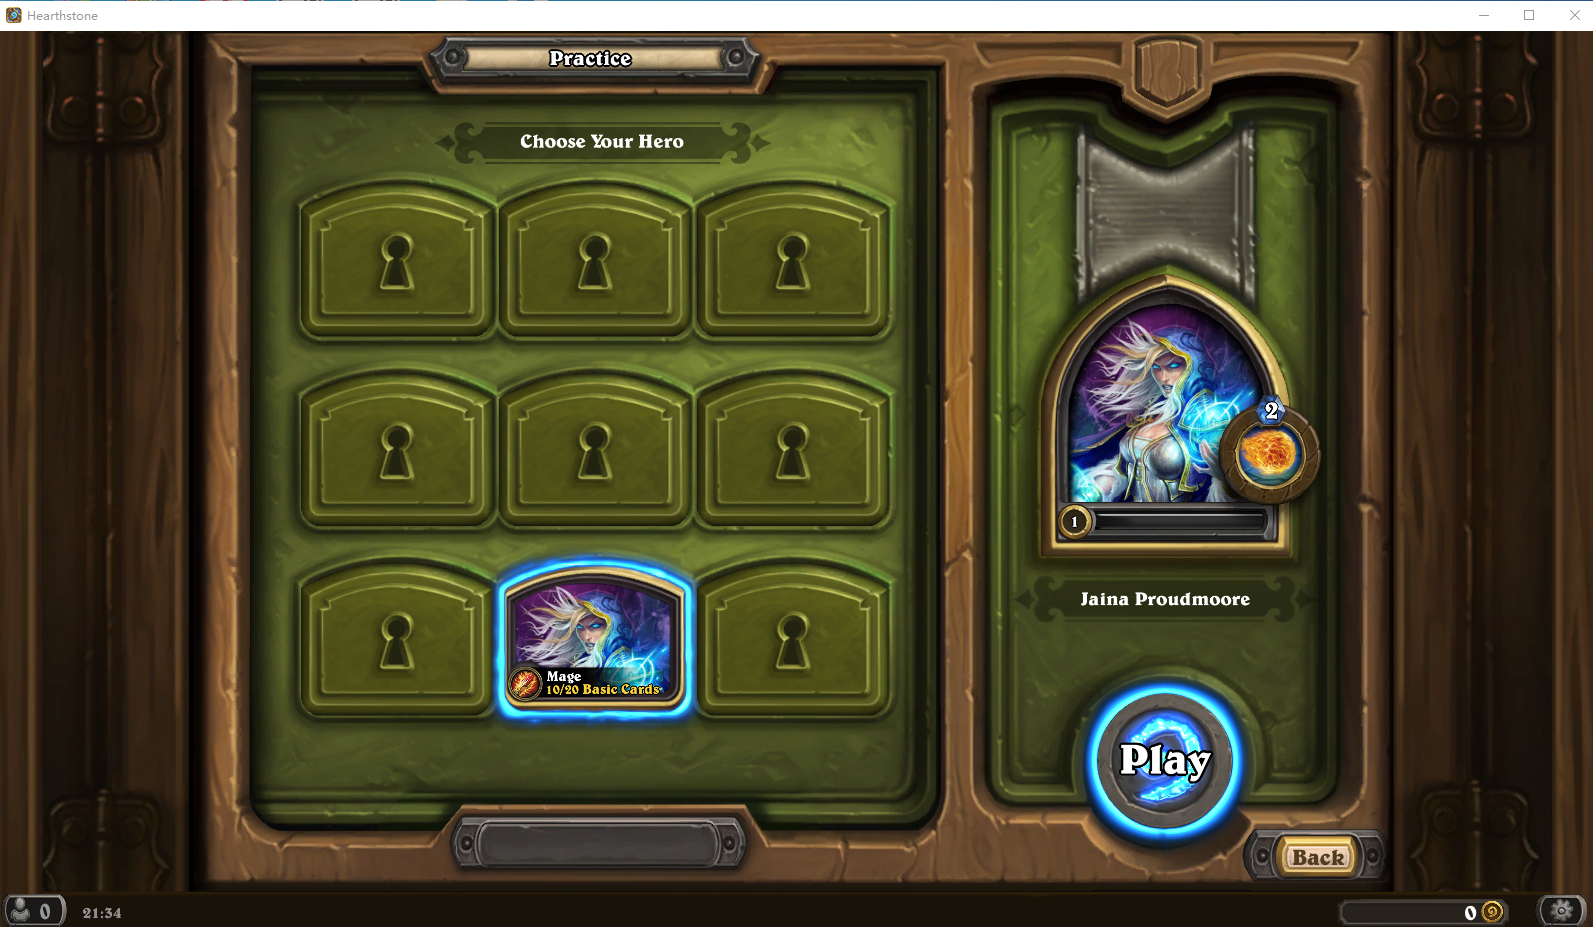 Hearthstone
Practice
Choose Your Hero
2
1
Mage
10/20 Basic Cards
Jaina Proudmoore
Play
Back
0
21:34
0